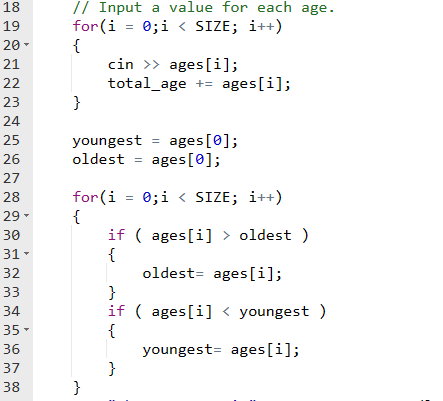 18 // Input a value for each age.
19 for(i = 0;i < SIZE; i++)
20 {
21 cin >> ages[i];
22 total_age += ages[i];
23 }
24
25 youngest = ages[0];
26 oldest = ages[0];
27
28 for(i = 0;i < SIZE; i++)
29 {
30 if ( ages[i] > oldest )
31 {
32 oldest= ages[i];
33 }
34 if ( ages[i] < youngest )
35 {
36 youngest= ages[i];
37 }
38 }